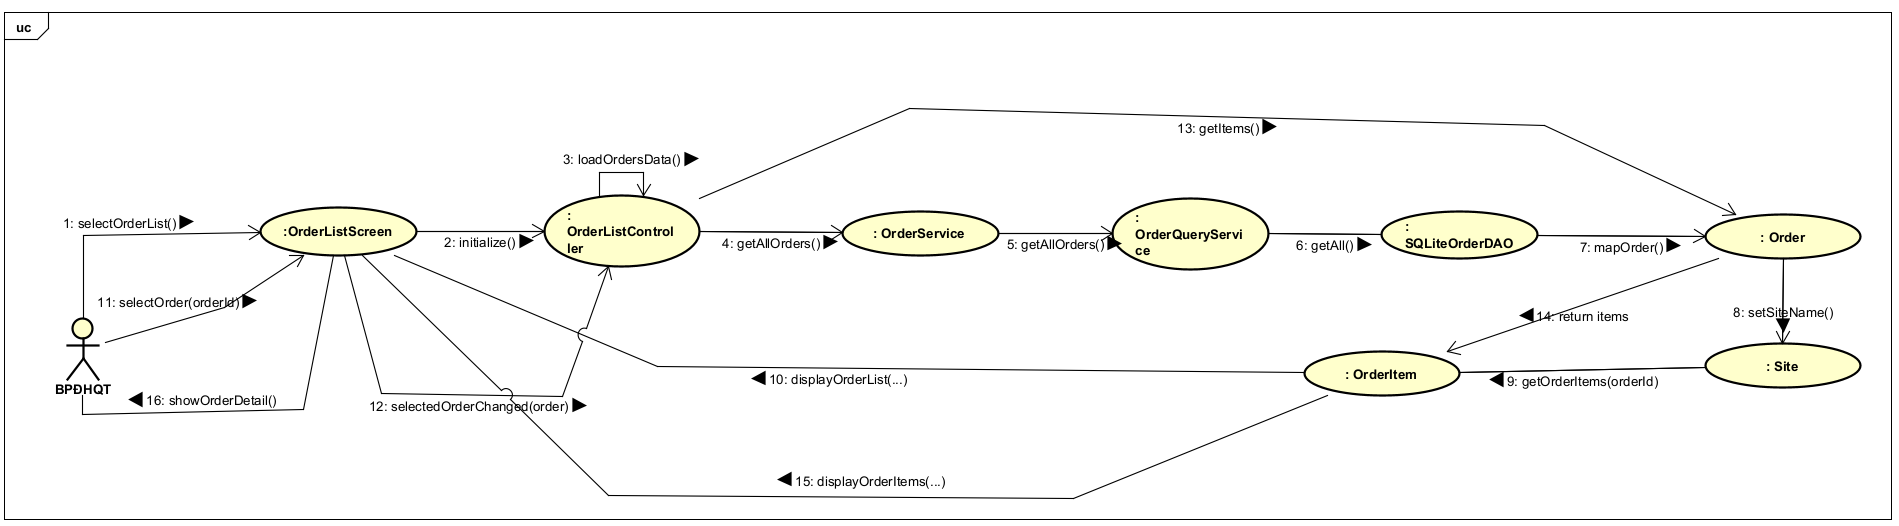 uc
13: getItems()
3: loadOrdersData()
1: selectOrderList()
:OrderListScreen
2: initialize()
:
OrderListControl
ler
4: getAllOrders()
: OrderService
5: getAllOrders()
:
OrderQueryServi
ce
6: getAll()
:
SQLiteOrderDAO
7: mapOrder()
: Order
11: selectOrder(orderId)
14: return items
8: setSiteName()
BPĐHQT
16: showOrderDetail()
12: selectedOrderChanged(order)
10: displayOrderList(...)
: OrderItem
9: getOrderItems(orderId)
: Site
15: displayOrderItems(...)